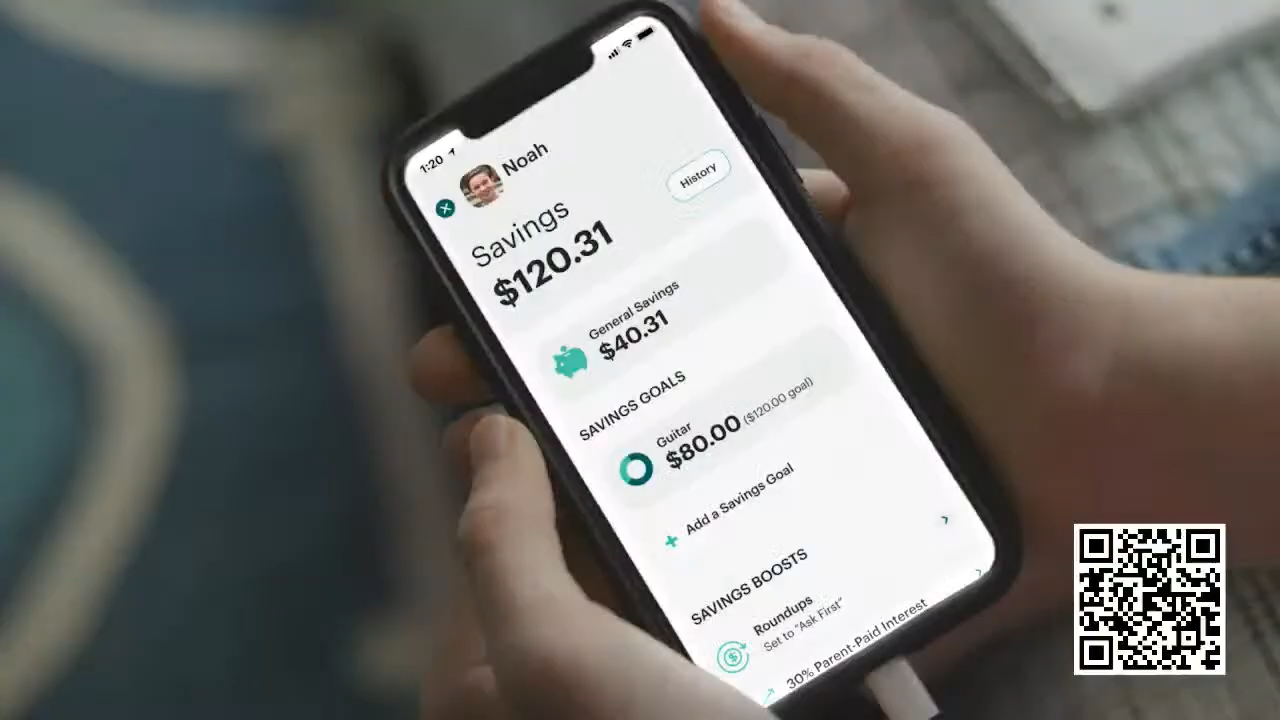 1:20
Noah
History
Savings
$120.31
General Savings
$40.31
SAVINGS GOALS
Guitar
$80.00 ($120.00 goal)
Add a Savings Goal
SAVINGS BOOSTS
Roundups
Set to "Ask First"
30% Parent-Paid Interest